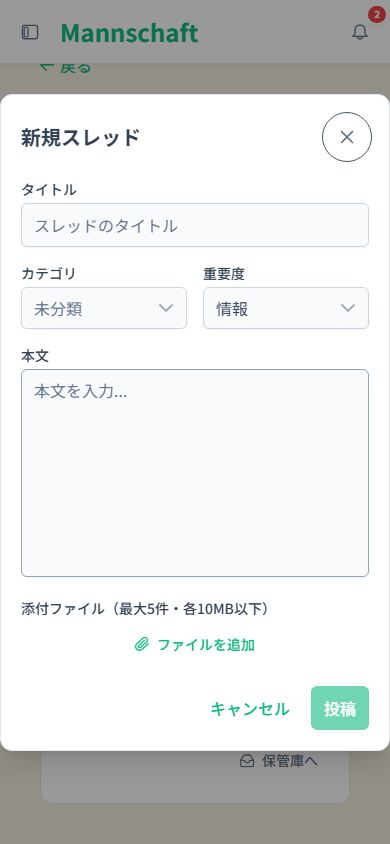 Mannschaft
2
← 戻る
新規スレッド
タイトル
スレッドのタイトル
カテゴリ
重要度
未分類
情報
本文
本文を入力...
添付ファイル（最大5件・各10MB以下）
ファイルを追加
キャンセル
投稿
保管庫へ